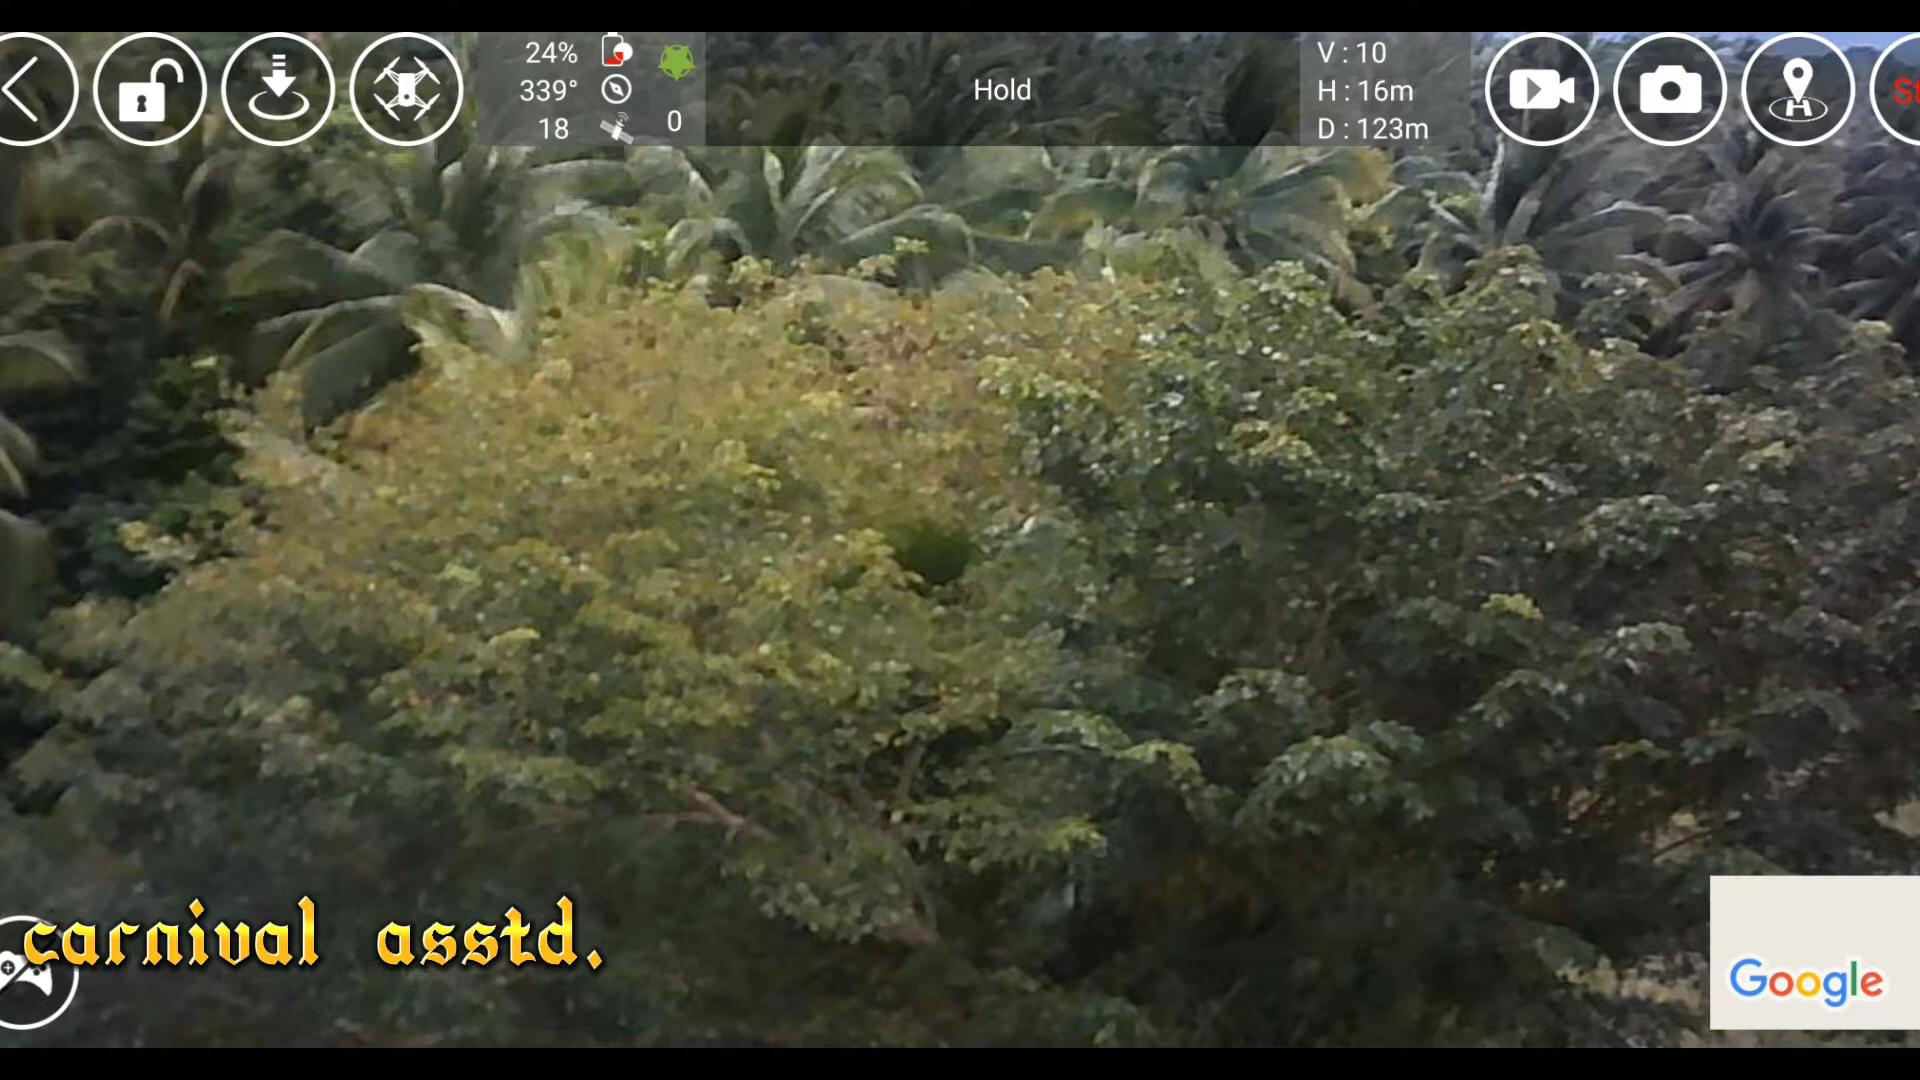 24%
339°
18
0
Hold
V : 10
H : 16m
D : 123m
carnival asstd.
Google